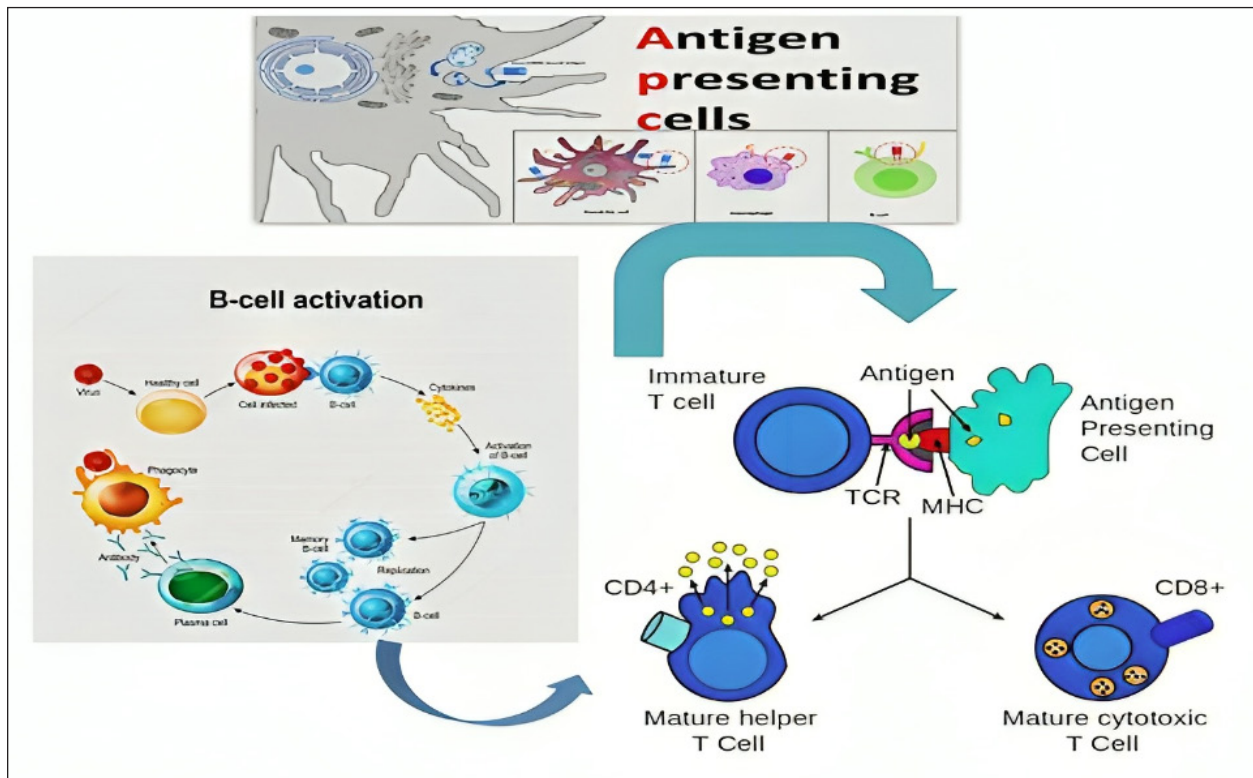 Antigen
presenting
cells
B-cell activation
Virus
Healthy cell
Cell infected
B-cell
Cytokines
Activation
of B-cell
Phagocyte
Antibody
Memory
B-cell
Replication
B-cell
Plasma cell
Immature
T cell
Antigen
Antigen
Presenting
Cell
TCR
MHC
CD4+
CD8+
Mature helper
T Cell
Mature cytotoxic
T Cell